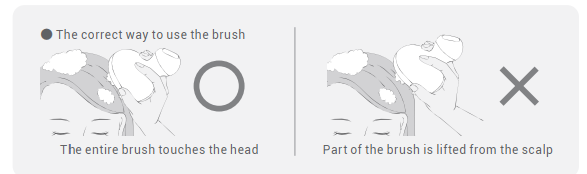 ● The correct way to use the brush
The entire brush touches the head
Part of the brush is lifted from the scalp